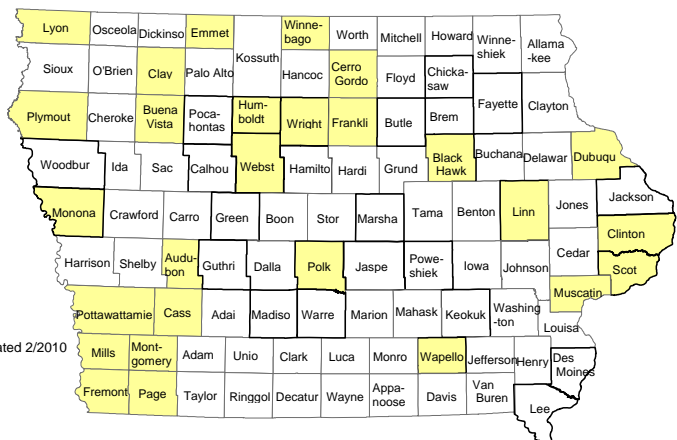 Lyon Osceola Dickinso Emmet Kossuth Winne-
bago Worth Mitchell Howard Winne-
shiek Allama
-kee
Sioux O'Brien Clay Palo Alto Hancoc Cerro
Gordo Floyd Chicka-
saw
Plymout Cheroke Buena
Vista Poca-
hontas Hum-
boldt Wright Frankli Butle Brem Fayette Clayton
Woodbur Ida Sac Calhou Webst Hamilto Hardi Grund Black
Hawk Buchana Delawar Dubuqu
Monona Crawford Carro Green Boon Stor Marsha Tama Benton Linn Jones Jackson
Clinton
Harrison Shelby Audu-
bon Guthri Dalla Polk Jaspe Powe-
shiek Iowa Johnson Cedar Scot
Muscatin
Pottawattamie Cass Adai Madiso Warre Marion Mahask Keokuk Washing
-ton Louisa
ated 2/2010
Mills Mont-
gomery Adam Unio Clark Luca Monro Wapello Jefferson Henry Des
Moines
Fremont Page Taylor Ringgol Decatur Wayne Appa-
noose Davis Van
Buren Lee